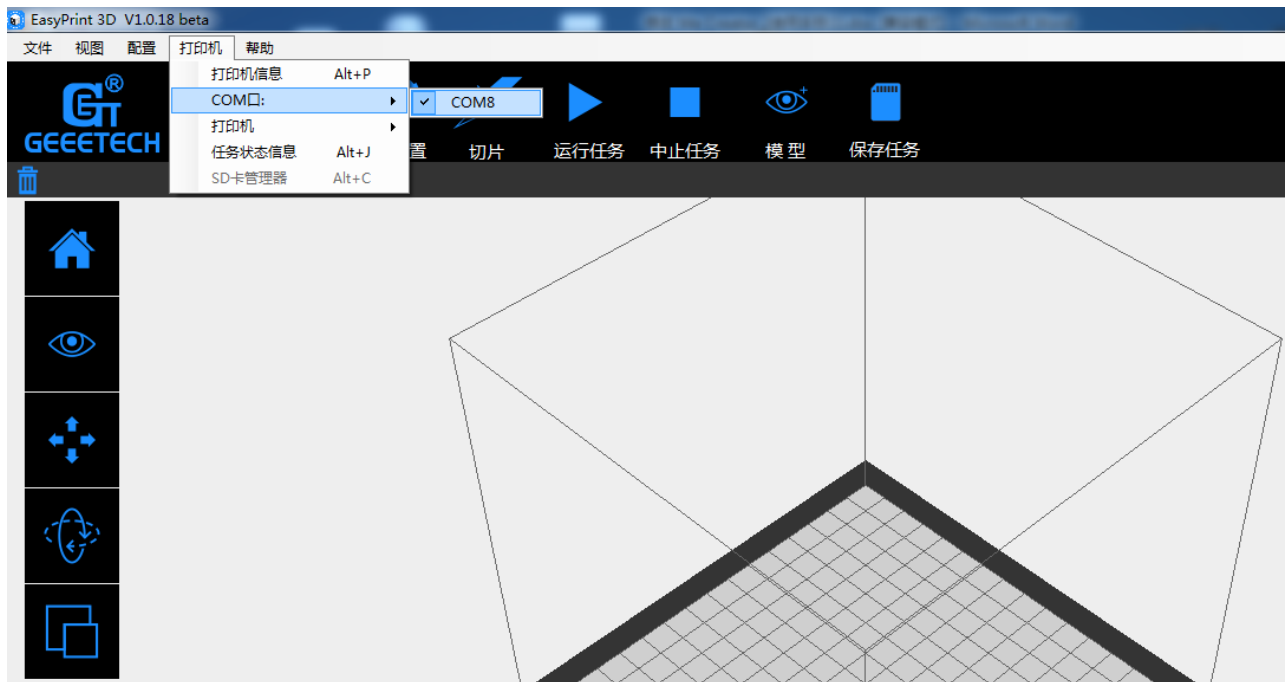 EasyPrint 3D V1.0.18 beta
文件 视图 配置 打印机 帮助
打印机信息 Alt+P
COM口:
COM8
打印机
任务状态信息 Alt+J
SD卡管理器 Alt+C
GEEETECH
®
置 切片 运行任务 中止任务 模型 保存任务